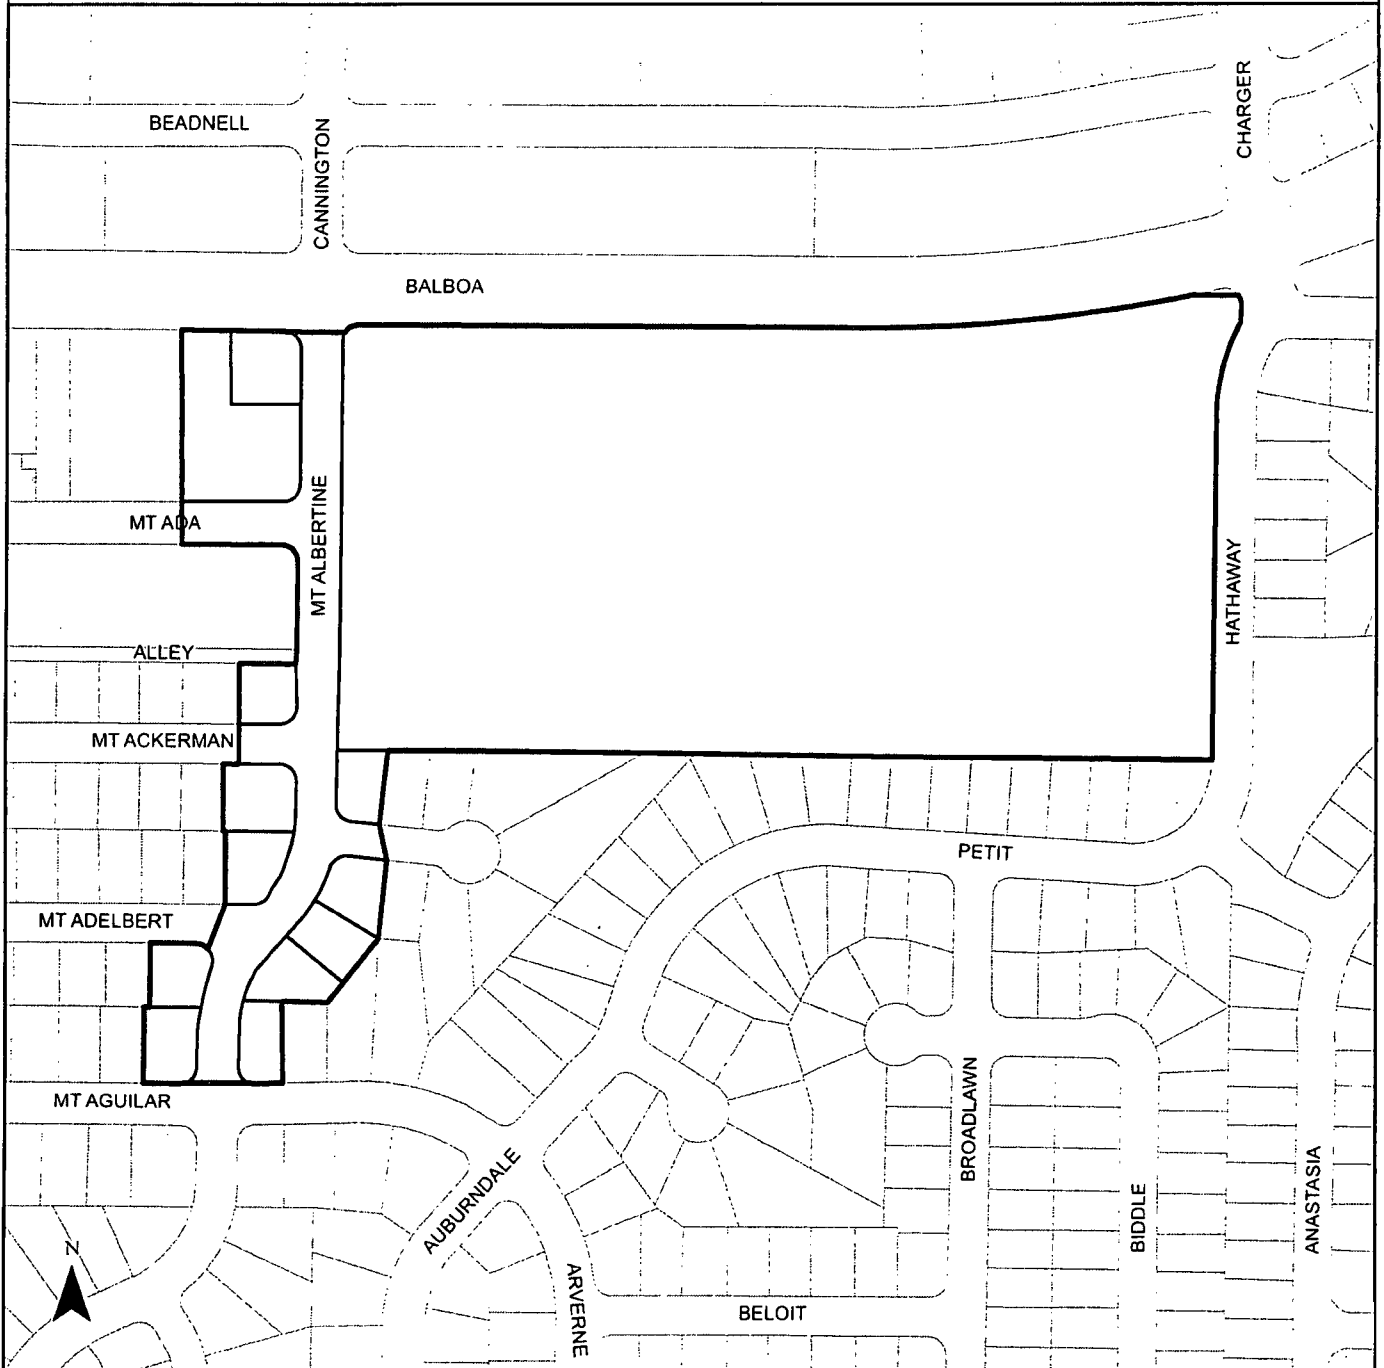 BEADNELL
CANNINGTON
CHARGER
BALBOA
MT ADA
MT ALBERTINE
HATHAWAY
ALLEY
MT ACKERMAN
PETIT
MT ADELBERT
MT AGUILAR
BROADLAWN
AUBURNDALE
BIDDLE
ANASTASIA
N
ARVERNE
BELOIT